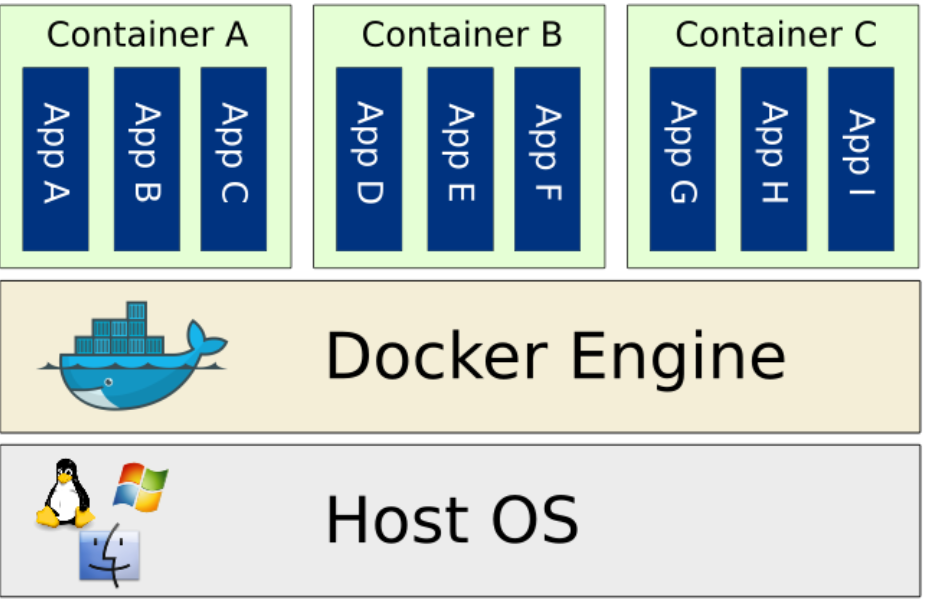 Container A
App A
App B
App C
Container B
App D
App E
App F
Container C
App G
App H
App I
Docker Engine
Host OS